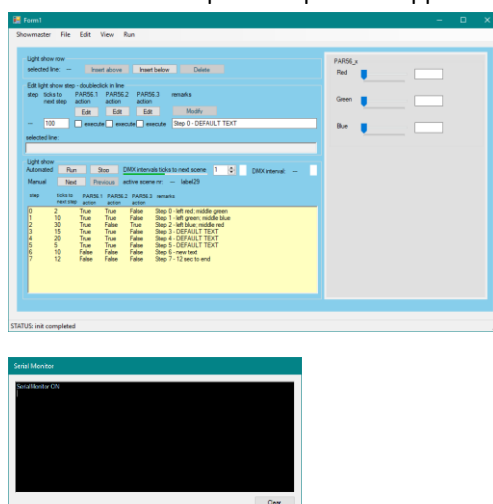 Form1
Showmaster File Edit View Run
Light show row
selected line: --- Insert above Insert below Delete
Edit light show step - doubleclick in line
step ticks to PAR56.1 PAR56.2 PAR56.3 remarks
next step action action action
Edit Edit Edit Modify
--- 100 execute execute execute Step 0 - DEFAULT TEXT
selected line:
Light show
Automated Run Stop DMX intervals ticks to next scene 1 DMX interval: ---
Manual Next Previous active scene nr: --- label29
step ticks to PAR56.1 PAR56.2 PAR56.3 remarks
next step action action action
0 2 True True False Step 0 - left red; middle green
1 10 True True False Step 1 - left green; middle blue
2 30 True False True Step 2 - left blue; middle red
3 15 True True False Step 3 - DEFAULT TEXT
4 20 True True False Step 4 - DEFAULT TEXT
5 5 True True False Step 5 - DEFAULT TEXT
6 10 False False False Step 6 - new text
7 12 False False False Step 7 - 12 sec to end
PAR56_x
Red
Green
Blue
STATUS: init completed
Serial Monitor
SerialMonitor ON
Clear